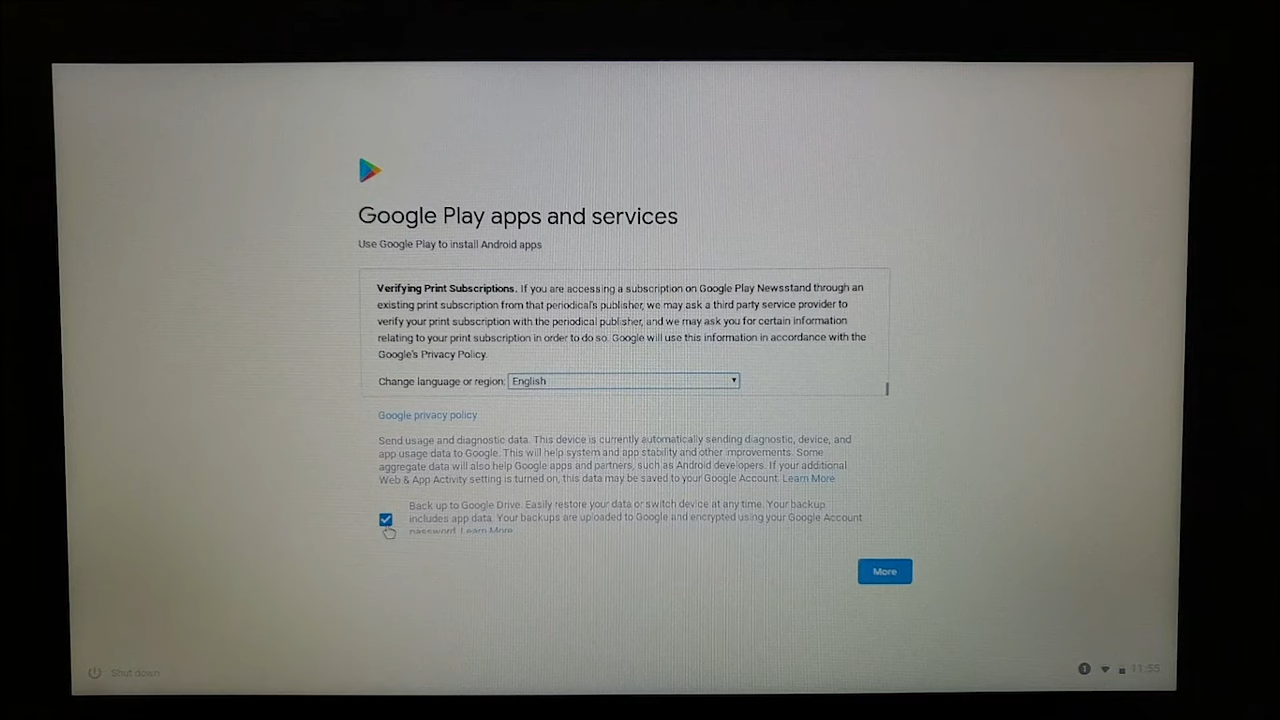 Google Play apps and services
Use Google Play to install Android apps
Verifying Print Subscriptions. If you are accessing a subscription on Google Play Newsstand through an
existing print subscription from that periodical's publisher, we may ask a third party service provider to
verify your print subscription with the periodical publisher, and we may ask you for certain information
relating to your print subscription in order to do so. Google will use this information in accordance with the
Google's Privacy Policy.
Change language or region: English
Google privacy policy
Send usage and diagnostic data. This device is currently automatically sending diagnostic, device, and
app usage data to Google. This will help system and app stability and other improvements. Some
aggregate data will also help Google apps and partners, such as Android developers. If your additional
Web & App Activity setting is turned on, this data may be saved to your Google Account. Learn More
Back up to Google Drive. Easily restore your data or switch device at any time. Your backup
includes app data. Your backups are uploaded to Google and encrypted using your Google Account
password. Learn More
More
Shut down
1 11:55